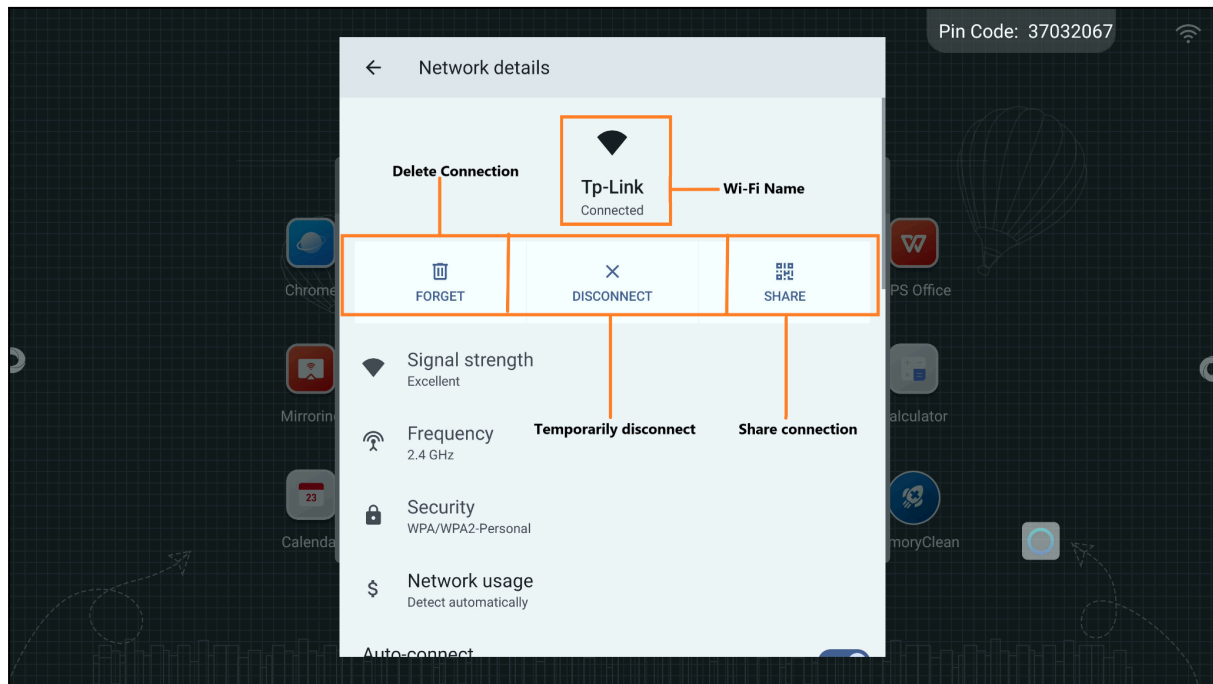 Pin Code: 37032067
Network details
Delete Connection
Tp-Link
Wi-Fi Name
Connected
FORGET
DISCONNECT
SHARE
Chrome
PS Office
Signal strength
Excellent
Mirroring
alculator
Frequency
2.4 GHz
Temporarily disconnect
Share connection
23
Security
WPA/WPA2-Personal
Calenda
moryClean
Network usage
Detect automatically
Auto-connect